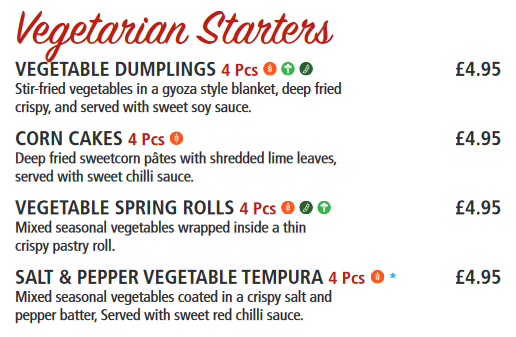 Vegetarian Starters
VEGETABLE DUMPLINGS 4 Pcs £4.95
Stir-fried vegetables in a gyoza style blanket, deep fried
crispy, and served with sweet soy sauce.
CORN CAKES 4 Pcs £4.95
Deep fried sweetcorn pâtes with shredded lime leaves,
served with sweet chilli sauce.
VEGETABLE SPRING ROLLS 4 Pcs £4.95
Mixed seasonal vegetables wrapped inside a thin
crispy pastry roll.
SALT & PEPPER VEGETABLE TEMPURA 4 Pcs * £4.95
Mixed seasonal vegetables coated in a crispy salt and
pepper batter, Served with sweet red chilli sauce.